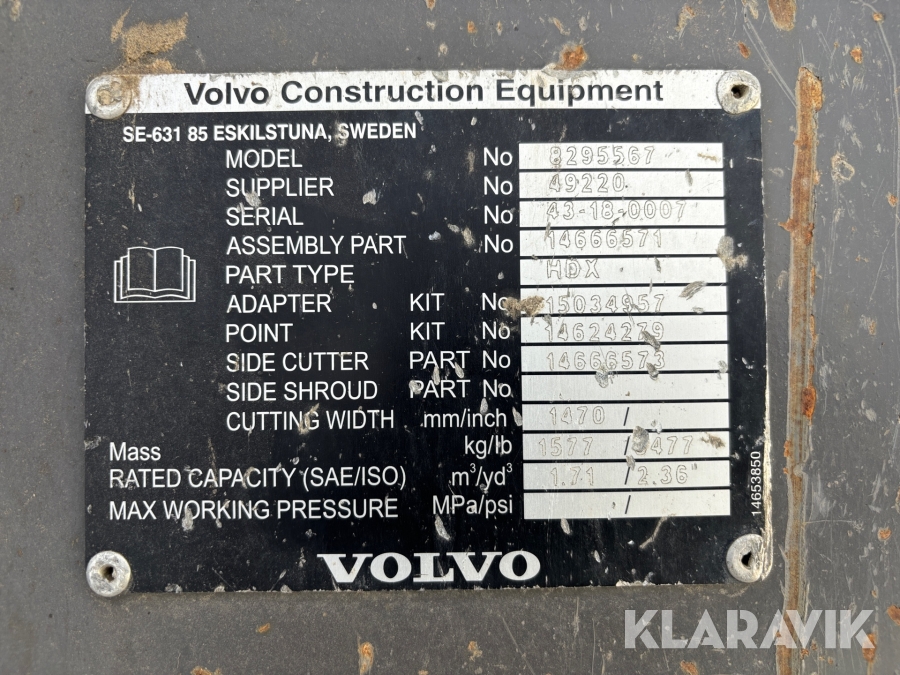 Volvo Construction Equipment
SE-631 85 ESKILSTUNA, SWEDEN
MODEL No 8295567
SUPPLIER No 49220
SERIAL No 43-18-0007
ASSEMBLY PART No 14666571
PART TYPE HDX
ADAPTER KIT No 15034957
POINT KIT No 14624279
SIDE CUTTER PART No 14666573
SIDE SHROUD PART No
CUTTING WIDTH mm/inch 1470 /
Mass kg/lb 1577 /
RATED CAPACITY (SAE/ISO) m³/yd³ 1.71 / 2.36
MAX WORKING PRESSURE MPa/psi /
14653850
VOLVO
KLARAVIK